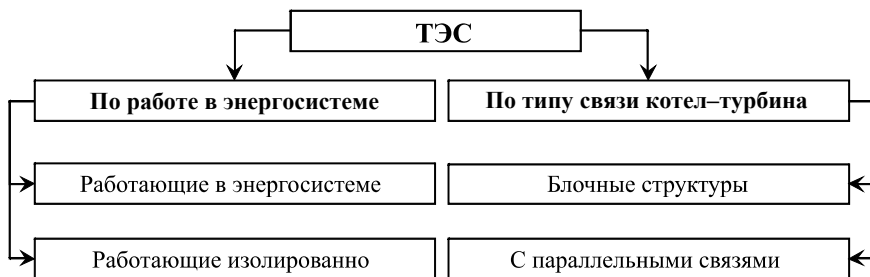 ТЭС
По работе в энергосистеме
По типу связи котел–турбина
Работающие в энергосистеме
Блочные структуры
Работающие изолированно
С параллельными связями